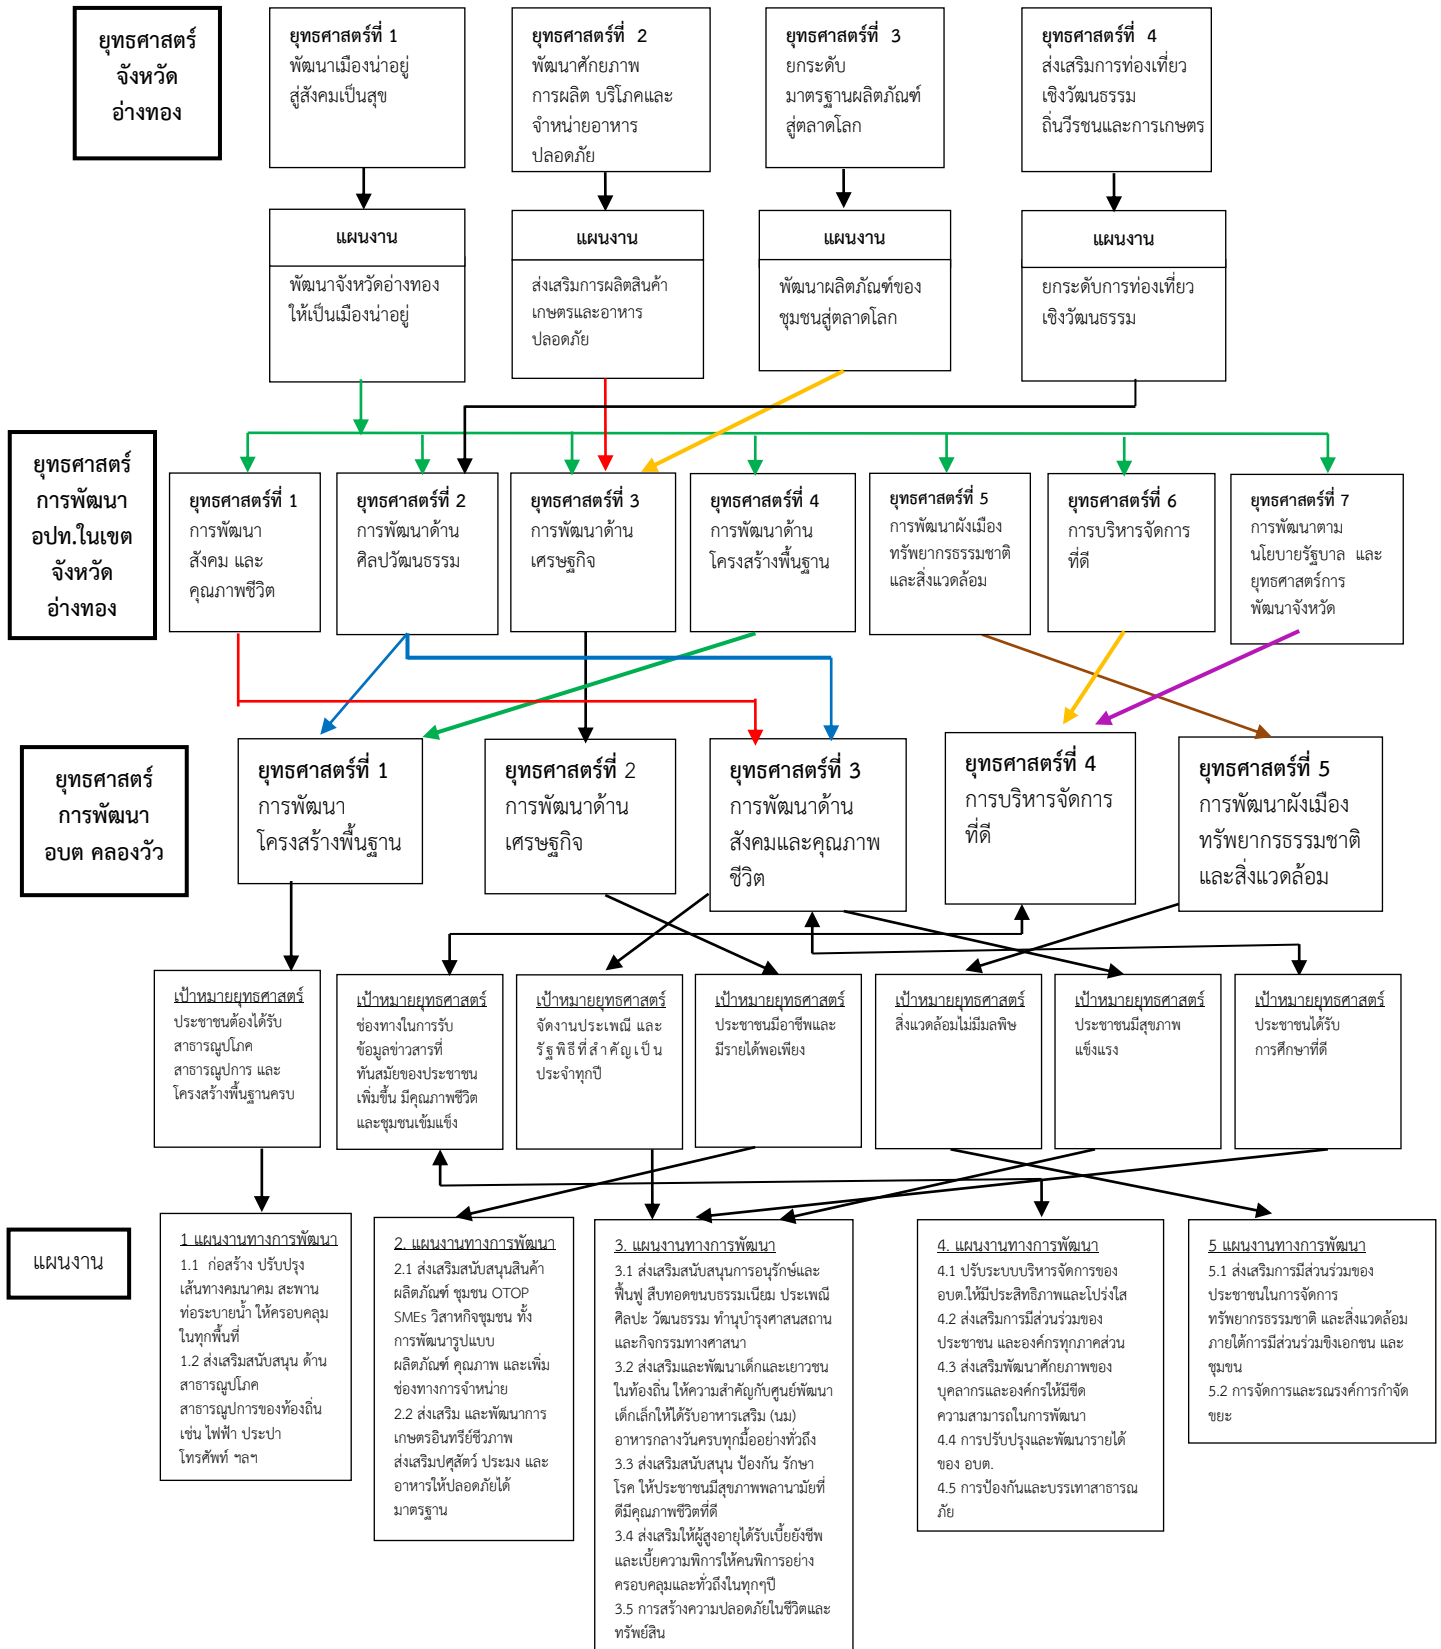 ยุทธศาสตร์
จังหวัด
อ่างทอง
ยุทธศาสตร์ที่ 1
พัฒนาเมืองน่าอยู่
สู่สังคมเป็นสุข
ยุทธศาสตร์ที่ 2
พัฒนาศักยภาพ
การผลิต บริโภคและ
จำหน่ายอาหาร
ปลอดภัย
ยุทธศาสตร์ที่ 3
ยกระดับ
มาตรฐานผลิตภัณฑ์
สู่ตลาดโลก
ยุทธศาสตร์ที่ 4
ส่งเสริมการท่องเที่ยว
เชิงวัฒนธรรม
ถิ่นวีรชนและการเกษตร
แผนงาน
พัฒนาจังหวัดอ่างทอง
ให้เป็นเมืองน่าอยู่
แผนงาน
ส่งเสริมการผลิตสินค้า
เกษตรและอาหาร
ปลอดภัย
แผนงาน
พัฒนาผลิตภัณฑ์ของ
ชุมชนสู่ตลาดโลก
แผนงาน
ยกระดับการท่องเที่ยว
เชิงวัฒนธรรม
ยุทธศาสตร์
การพัฒนา
อปท.ในเขต
จังหวัด
อ่างทอง
ยุทธศาสตร์ที่ 1
การพัฒนา
สังคม และ
คุณภาพชีวิต
ยุทธศาสตร์ที่ 2
การพัฒนาด้าน
ศิลปวัฒนธรรม
ยุทธศาสตร์ที่ 3
การพัฒนาด้าน
เศรษฐกิจ
ยุทธศาสตร์ที่ 4
การพัฒนาด้าน
โครงสร้างพื้นฐาน
ยุทธศาสตร์ที่ 5
การพัฒนาผังเมือง
ทรัพยากรธรรมชาติ
และสิ่งแวดล้อม
ยุทธศาสตร์ที่ 6
การบริหารจัดการ
ที่ดี
ยุทธศาสตร์ที่ 7
การพัฒนาตาม
นโยบายรัฐบาล และ
ยุทธศาสตร์การ
พัฒนาจังหวัด
ยุทธศาสตร์
การพัฒนา
อบต คลองวัว
ยุทธศาสตร์ที่ 1
การพัฒนา
โครงสร้างพื้นฐาน
ยุทธศาสตร์ที่ 2
การพัฒนาด้าน
เศรษฐกิจ
ยุทธศาสตร์ที่ 3
การพัฒนาด้าน
สังคมและคุณภาพ
ชีวิต
ยุทธศาสตร์ที่ 4
การบริหารจัดการ
ที่ดี
ยุทธศาสตร์ที่ 5
การพัฒนาผังเมือง
ทรัพยากรธรรมชาติ
และสิ่งแวดล้อม
เป้าหมายยุทธศาสตร์
ประชาชนต้องได้รับ
สาธารณูปโภค
สาธารณูปการ และ
โครงสร้างพื้นฐานครบ
เป้าหมายยุทธศาสตร์
ช่องทางในการรับ
ข้อมูลข่าวสารที่
ทันสมัยของประชาชน
เพิ่มขึ้น มีคุณภาพชีวิต
และชุมชนเข้มแข็ง
เป้าหมายยุทธศาสตร์
จัดงานประเพณี และ
รัฐพิธีที่สำคัญเป็น
ประจำทุกปี
เป้าหมายยุทธศาสตร์
ประชาชนมีอาชีพและ
มีรายได้พอเพียง
เป้าหมายยุทธศาสตร์
สิ่งแวดล้อมไม่มีมลพิษ
เป้าหมายยุทธศาสตร์
ประชาชนมีสุขภาพ
แข็งแรง
เป้าหมายยุทธศาสตร์
ประชาชนได้รับ
การศึกษาที่ดี
แผนงาน
1 แผนงานทางการพัฒนา
1.1 ก่อสร้าง ปรับปรุง
เส้นทางคมนาคม สะพาน
ท่อระบายน้ำ ให้ครอบคลุม
ในทุกพื้นที่
1.2 ส่งเสริมสนับสนุน ด้าน
สาธารณูปโภค
สาธารณูปการของท้องถิ่น
เช่น ไฟฟ้า ประปา
โทรศัพท์ ฯลฯ
2. แผนงานทางการพัฒนา
2.1 ส่งเสริมสนับสนุนสินค้า
ผลิตภัณฑ์ ชุมชน OTOP
SMEs วิสาหกิจชุมชน ทั้ง
การพัฒนารูปแบบ
ผลิตภัณฑ์ คุณภาพ และเพิ่ม
ช่องทางการจำหน่าย
2.2 ส่งเสริม และพัฒนาการ
เกษตรอินทรีย์ชีวภาพ
ส่งเสริมปศุสัตว์ ประมง และ
อาหารให้ปลอดภัยได้
มาตรฐาน
3. แผนงานทางการพัฒนา
3.1 ส่งเสริมสนับสนุนการอนุรักษ์และ
ฟื้นฟู สืบทอดขนบธรรมเนียม ประเพณี
ศิลปะ วัฒนธรรม ทำนุบำรุงศาสนสถาน
และกิจกรรมทางศาสนา
3.2 ส่งเสริมและพัฒนาเด็กและเยาวชน
ในท้องถิ่น ให้ความสำคัญกับศูนย์พัฒนา
เด็กเล็กให้ได้รับอาหารเสริม (นม)
อาหารกลางวันครบทุกมื้ออย่างทั่วถึง
3.3 ส่งเสริมสนับสนุน ป้องกัน รักษา
โรค ให้ประชาชนมีสุขภาพพลานามัยที่
ดีมีคุณภาพชีวิตที่ดี
3.4 ส่งเสริมให้ผู้สูงอายุได้รับเบี้ยยังชีพ
และเบี้ยความพิการให้คนพิการอย่าง
ครอบคลุมและทั่วถึงในทุกๆปี
3.5 การสร้างความปลอดภัยในชีวิตและ
ทรัพย์สิน
4. แผนงานทางการพัฒนา
4.1 ปรับระบบบริหารจัดการของ
อบต.ให้มีประสิทธิภาพและโปร่งใส
4.2 ส่งเสริมการมีส่วนร่วมของ
ประชาชน และองค์กรทุกภาคส่วน
4.3 ส่งเสริมพัฒนาศักยภาพของ
บุคลากรและองค์กรให้มีขีด
ความสามารถในการพัฒนา
4.4 การปรับปรุงและพัฒนารายได้
ของ อบต.
4.5 การป้องกันและบรรเทาสาธารณ
ภัย
5 แผนงานทางการพัฒนา
5.1 ส่งเสริมการมีส่วนร่วมของ
ประชาชนในการจัดการ
ทรัพยากรธรรมชาติ และสิ่งแวดล้อม
ภายใต้การมีส่วนร่วมขิงเอกชน และ
ชุมขน
5.2 การจัดการและรณรงค์การกำจัด
ขยะ